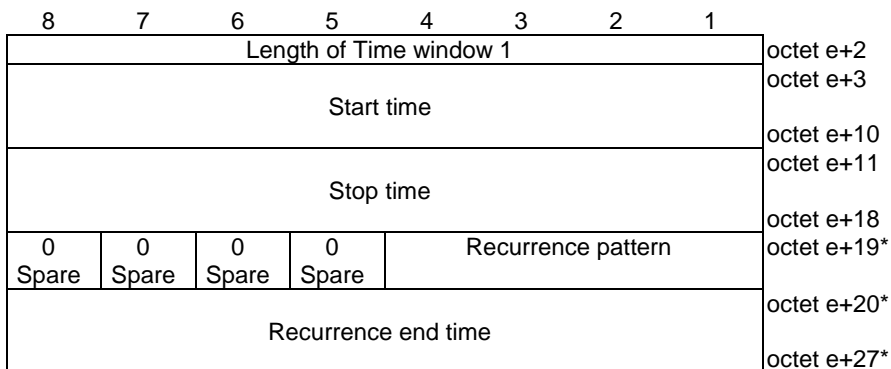 8 7 6 5 4 3 2 1
Length of Time window 1 octet e+2
octet e+3
Start time
octet e+10
octet e+11
Stop time
octet e+18
0 0 0 0 Recurrence pattern octet e+19*
Spare Spare Spare Spare
octet e+20*
Recurrence end time
octet e+27*